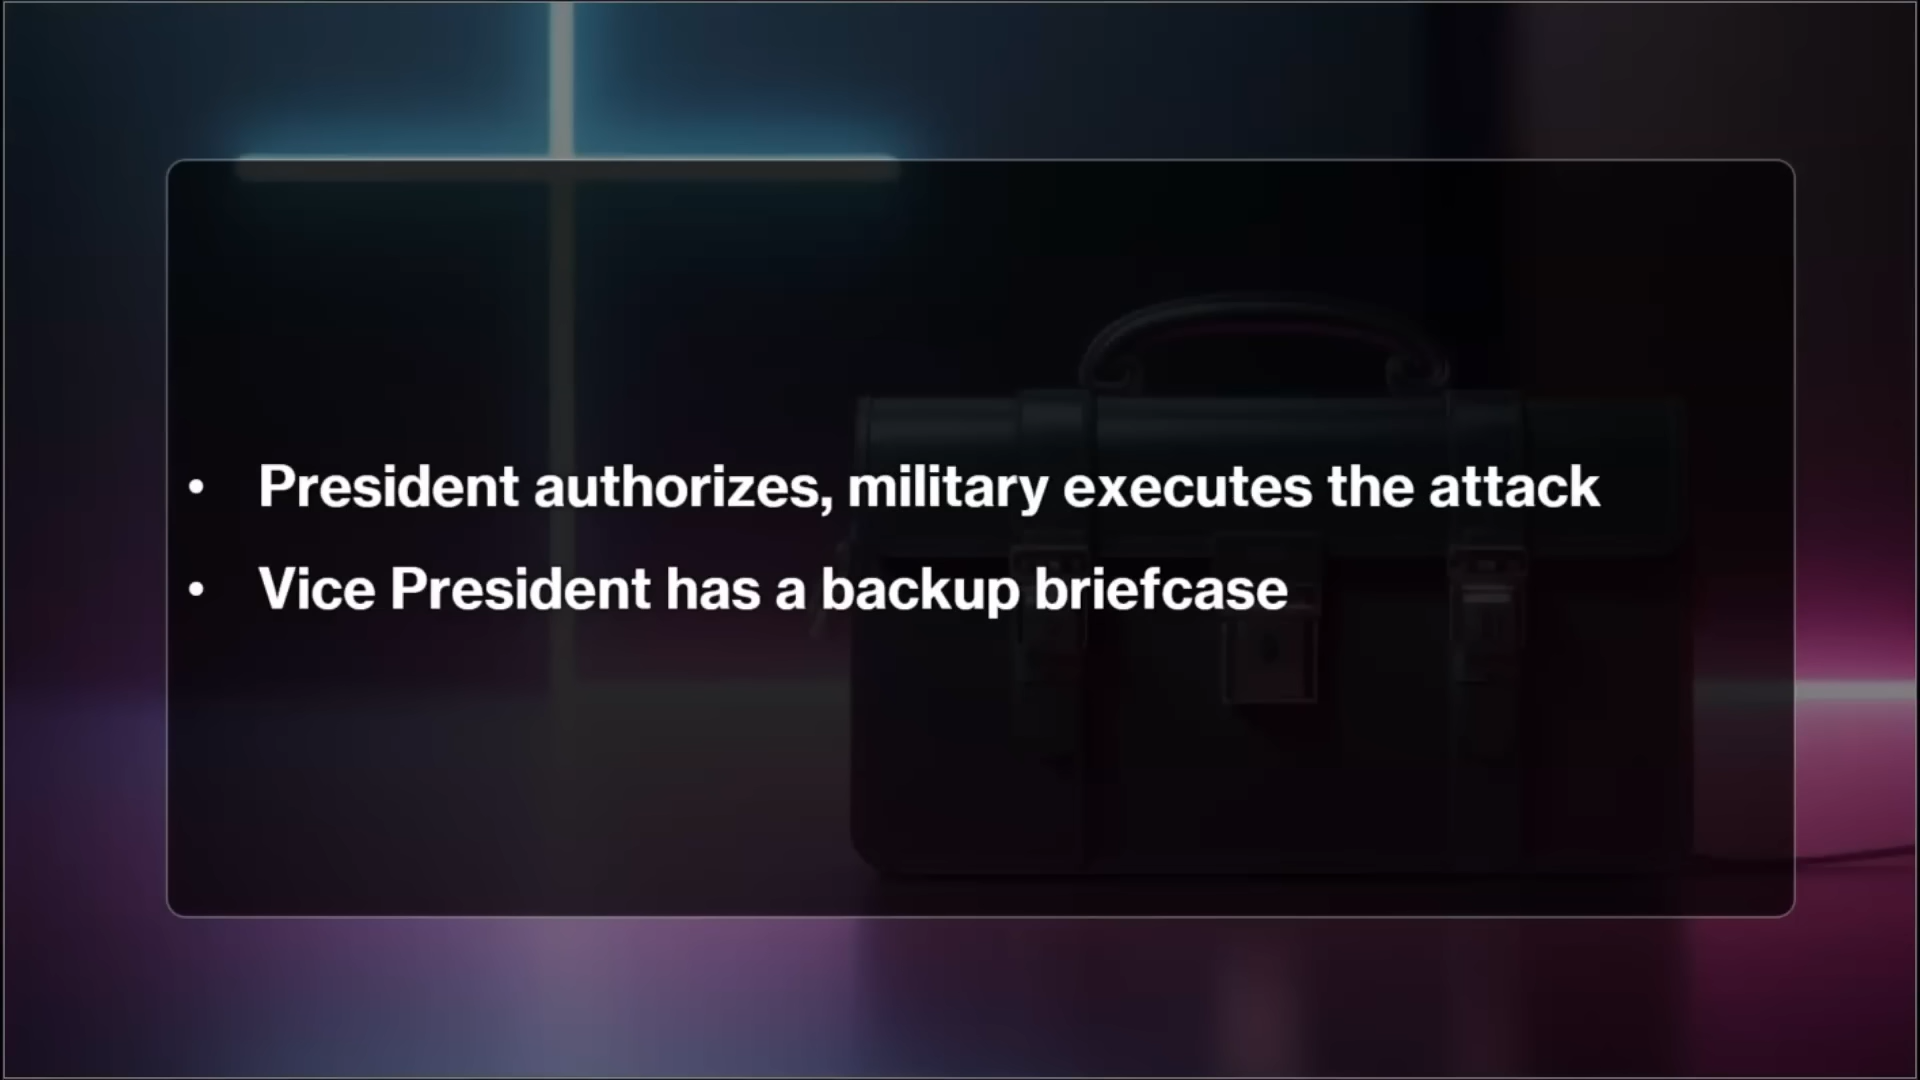 • President authorizes, military executes the attack
• Vice President has a backup briefcase